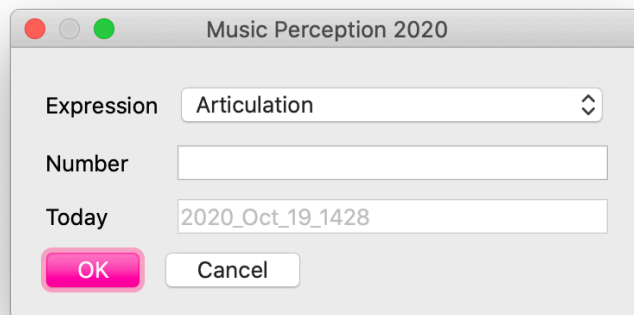 Music Perception 2020
Expression Articulation
Number
Today 2020_Oct_19_1428
OK Cancel